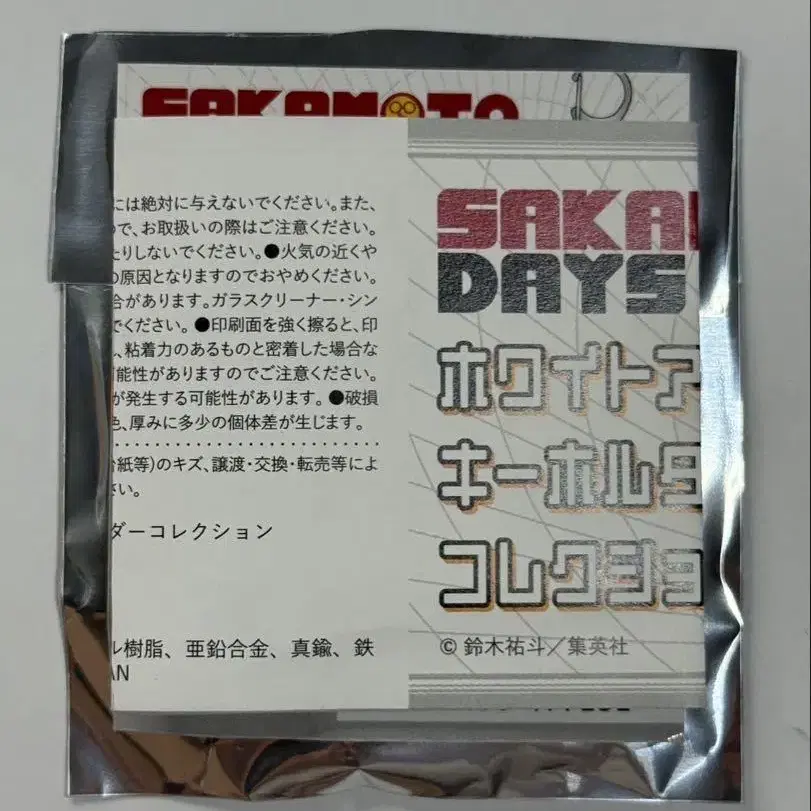 SAKAMOTO
には絶対に与えないでください。また、
ので、お取扱いの際はご注意ください。
たりしないでください。●火気の近くや
の原因となりますのでおやめください。
合があります。ガラスクリーナー・シン
でください。●印刷面を強く擦ると、印
、粘着力のあるものと密着した場合な
可能性がありますのでご注意ください。
が発生する可能性があります。●破損
色、厚みに多少の個体差が生じます。
台紙等)のキズ、譲渡・交換・転売等によ
さい。
ダーコレクション
ル樹脂、亜鉛合金、真鍮、鉄
AN
SAKA
DAYS
ホワイトア
キーホルダ
コレクショ
© 鈴木祐斗／集英社